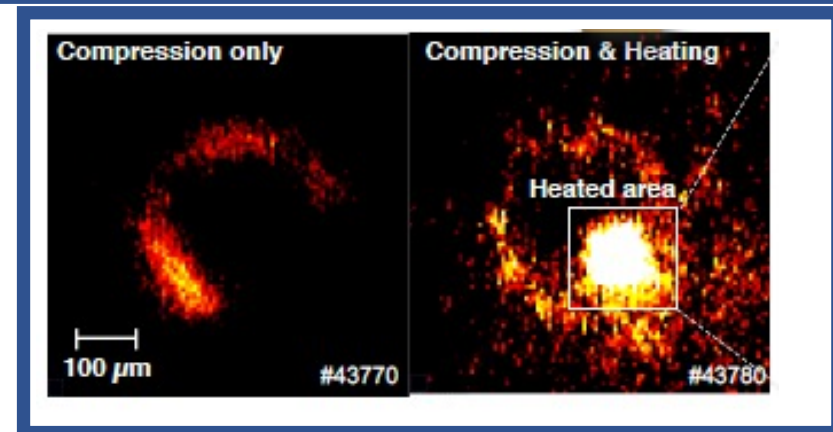 Compression only
100 µm
#43770
Compression & Heating
Heated area
#43780